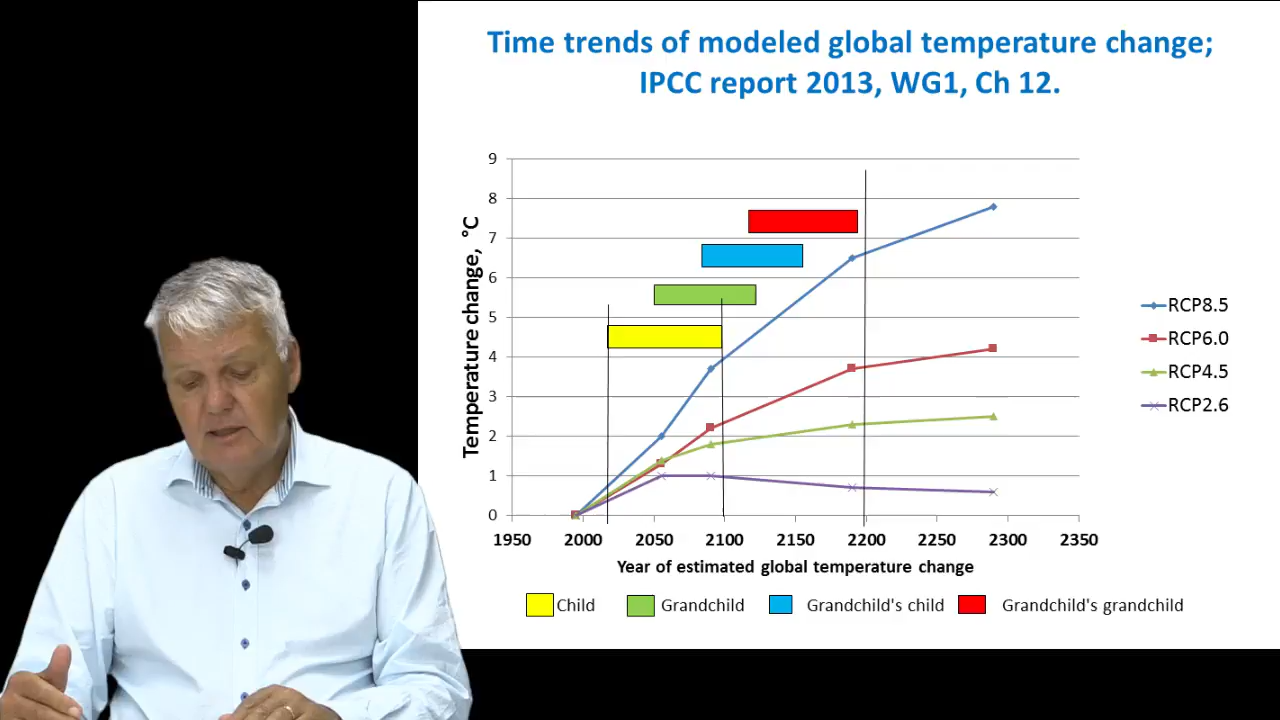 Time trends of modeled global temperature change;
IPCC report 2013, WG1, Ch 12.
9
8
7
6
5
4
3
2
1
0
Temperature change, °C
1950 2000 2050 2100 2150 2200 2250 2300 2350
Year of estimated global temperature change
RCP8.5
RCP6.0
RCP4.5
RCP2.6
Child Grandchild Grandchild's child Grandchild's grandchild